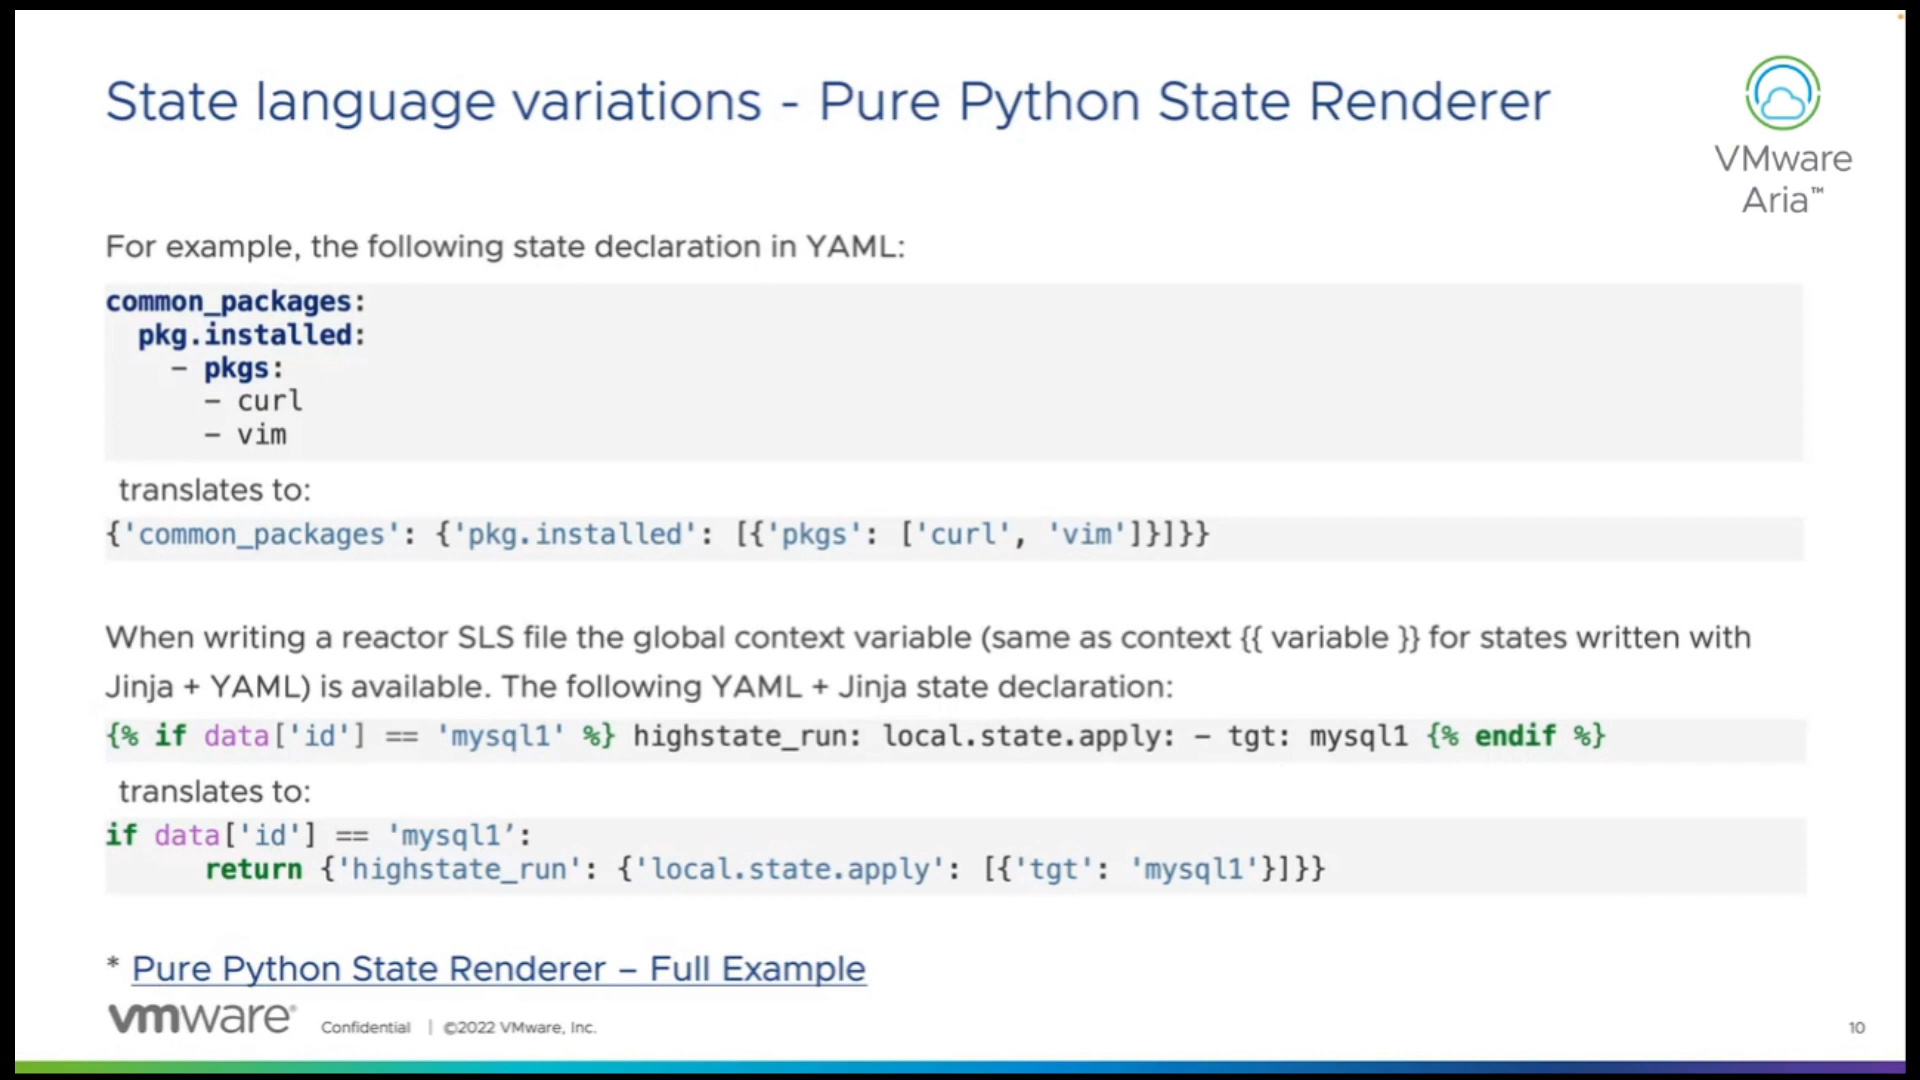 State language variations - Pure Python State Renderer
VMware
Aria™
For example, the following state declaration in YAML:
common_packages:
  pkg.installed:
    - pkgs:
      - curl
      - vim
translates to:
{'common_packages': {'pkg.installed': [{'pkgs': ['curl', 'vim']}]}}
When writing a reactor SLS file the global context variable (same as context {{ variable }} for states written with
Jinja + YAML) is available. The following YAML + Jinja state declaration:
{% if data['id'] == 'mysql1' %} highstate_run: local.state.apply: - tgt: mysql1 {% endif %}
translates to:
if data['id'] == 'mysql1’:
      return {'highstate_run': {'local.state.apply': [{'tgt': 'mysql1'}]}}
* Pure Python State Renderer – Full Example
vmware® Confidential | ©2022 VMware, Inc. 10